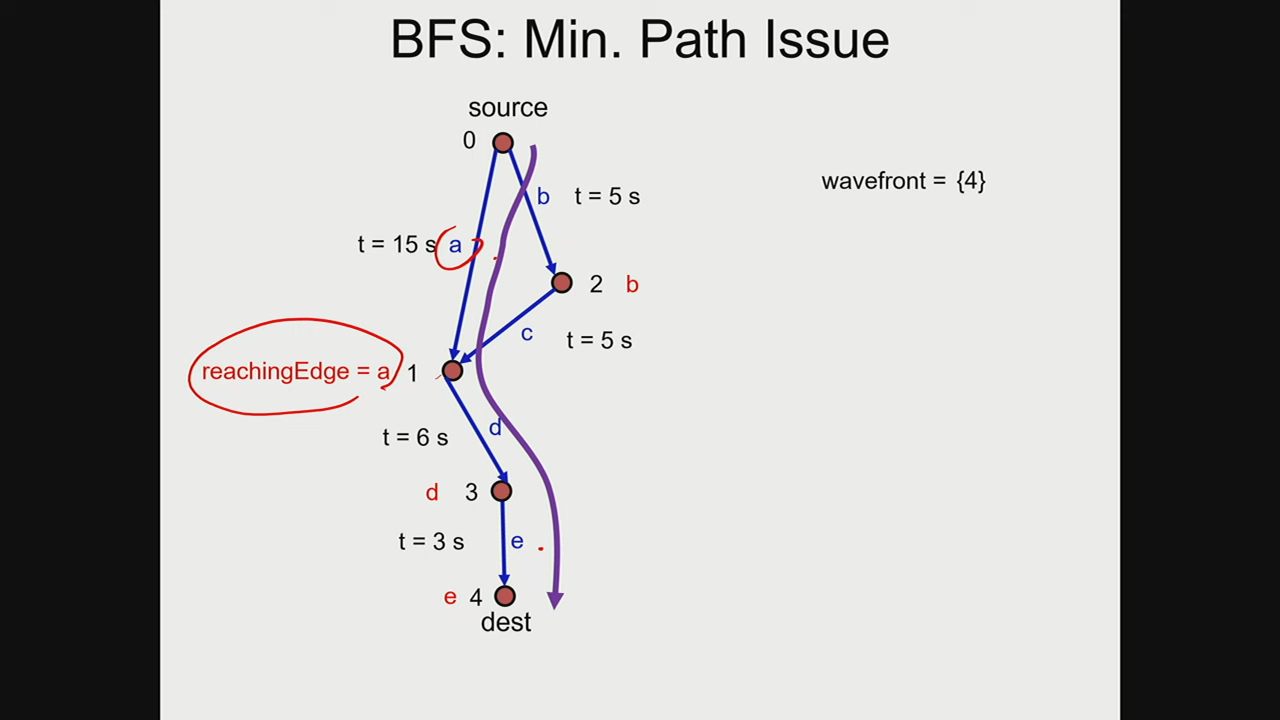 BFS: Min. Path Issue
source
0
wavefront = {4}
b t = 5 s
t = 15 s a
2 b
c t = 5 s
reachingEdge = a 1
d
t = 6 s
d 3
t = 3 s e
e 4
dest